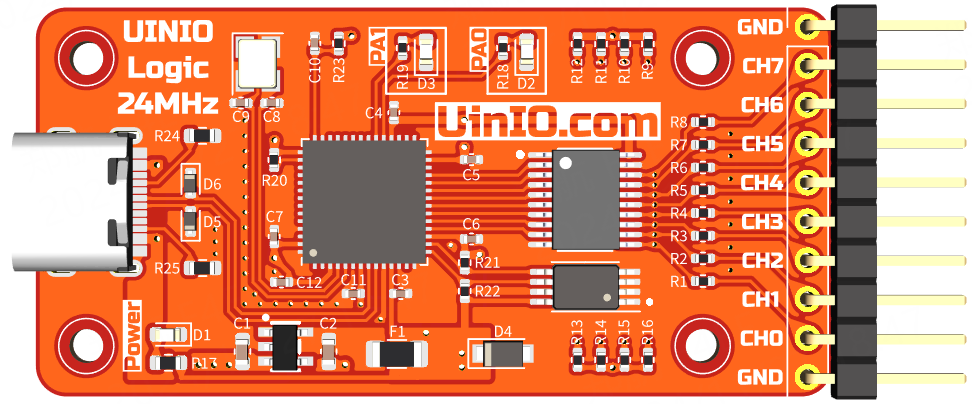 UINIO
Logic
24MHz
C10
R23
PA1
R19
D3
PA0
R18
D2
R12
R11
R10
R9
GND
CH7
CH6
CH5
CH4
CH3
CH2
CH1
CH0
GND
C9
C8
C4
UinIO.com
R24
R20
C5
R8
R7
R6
R5
R4
R3
R2
R1
D6
D5
C7
C6
R25
C12
C11
C3
R21
R22
Power
D1
R17
C1
C2
F1
D4
R13
R14
R15
R16